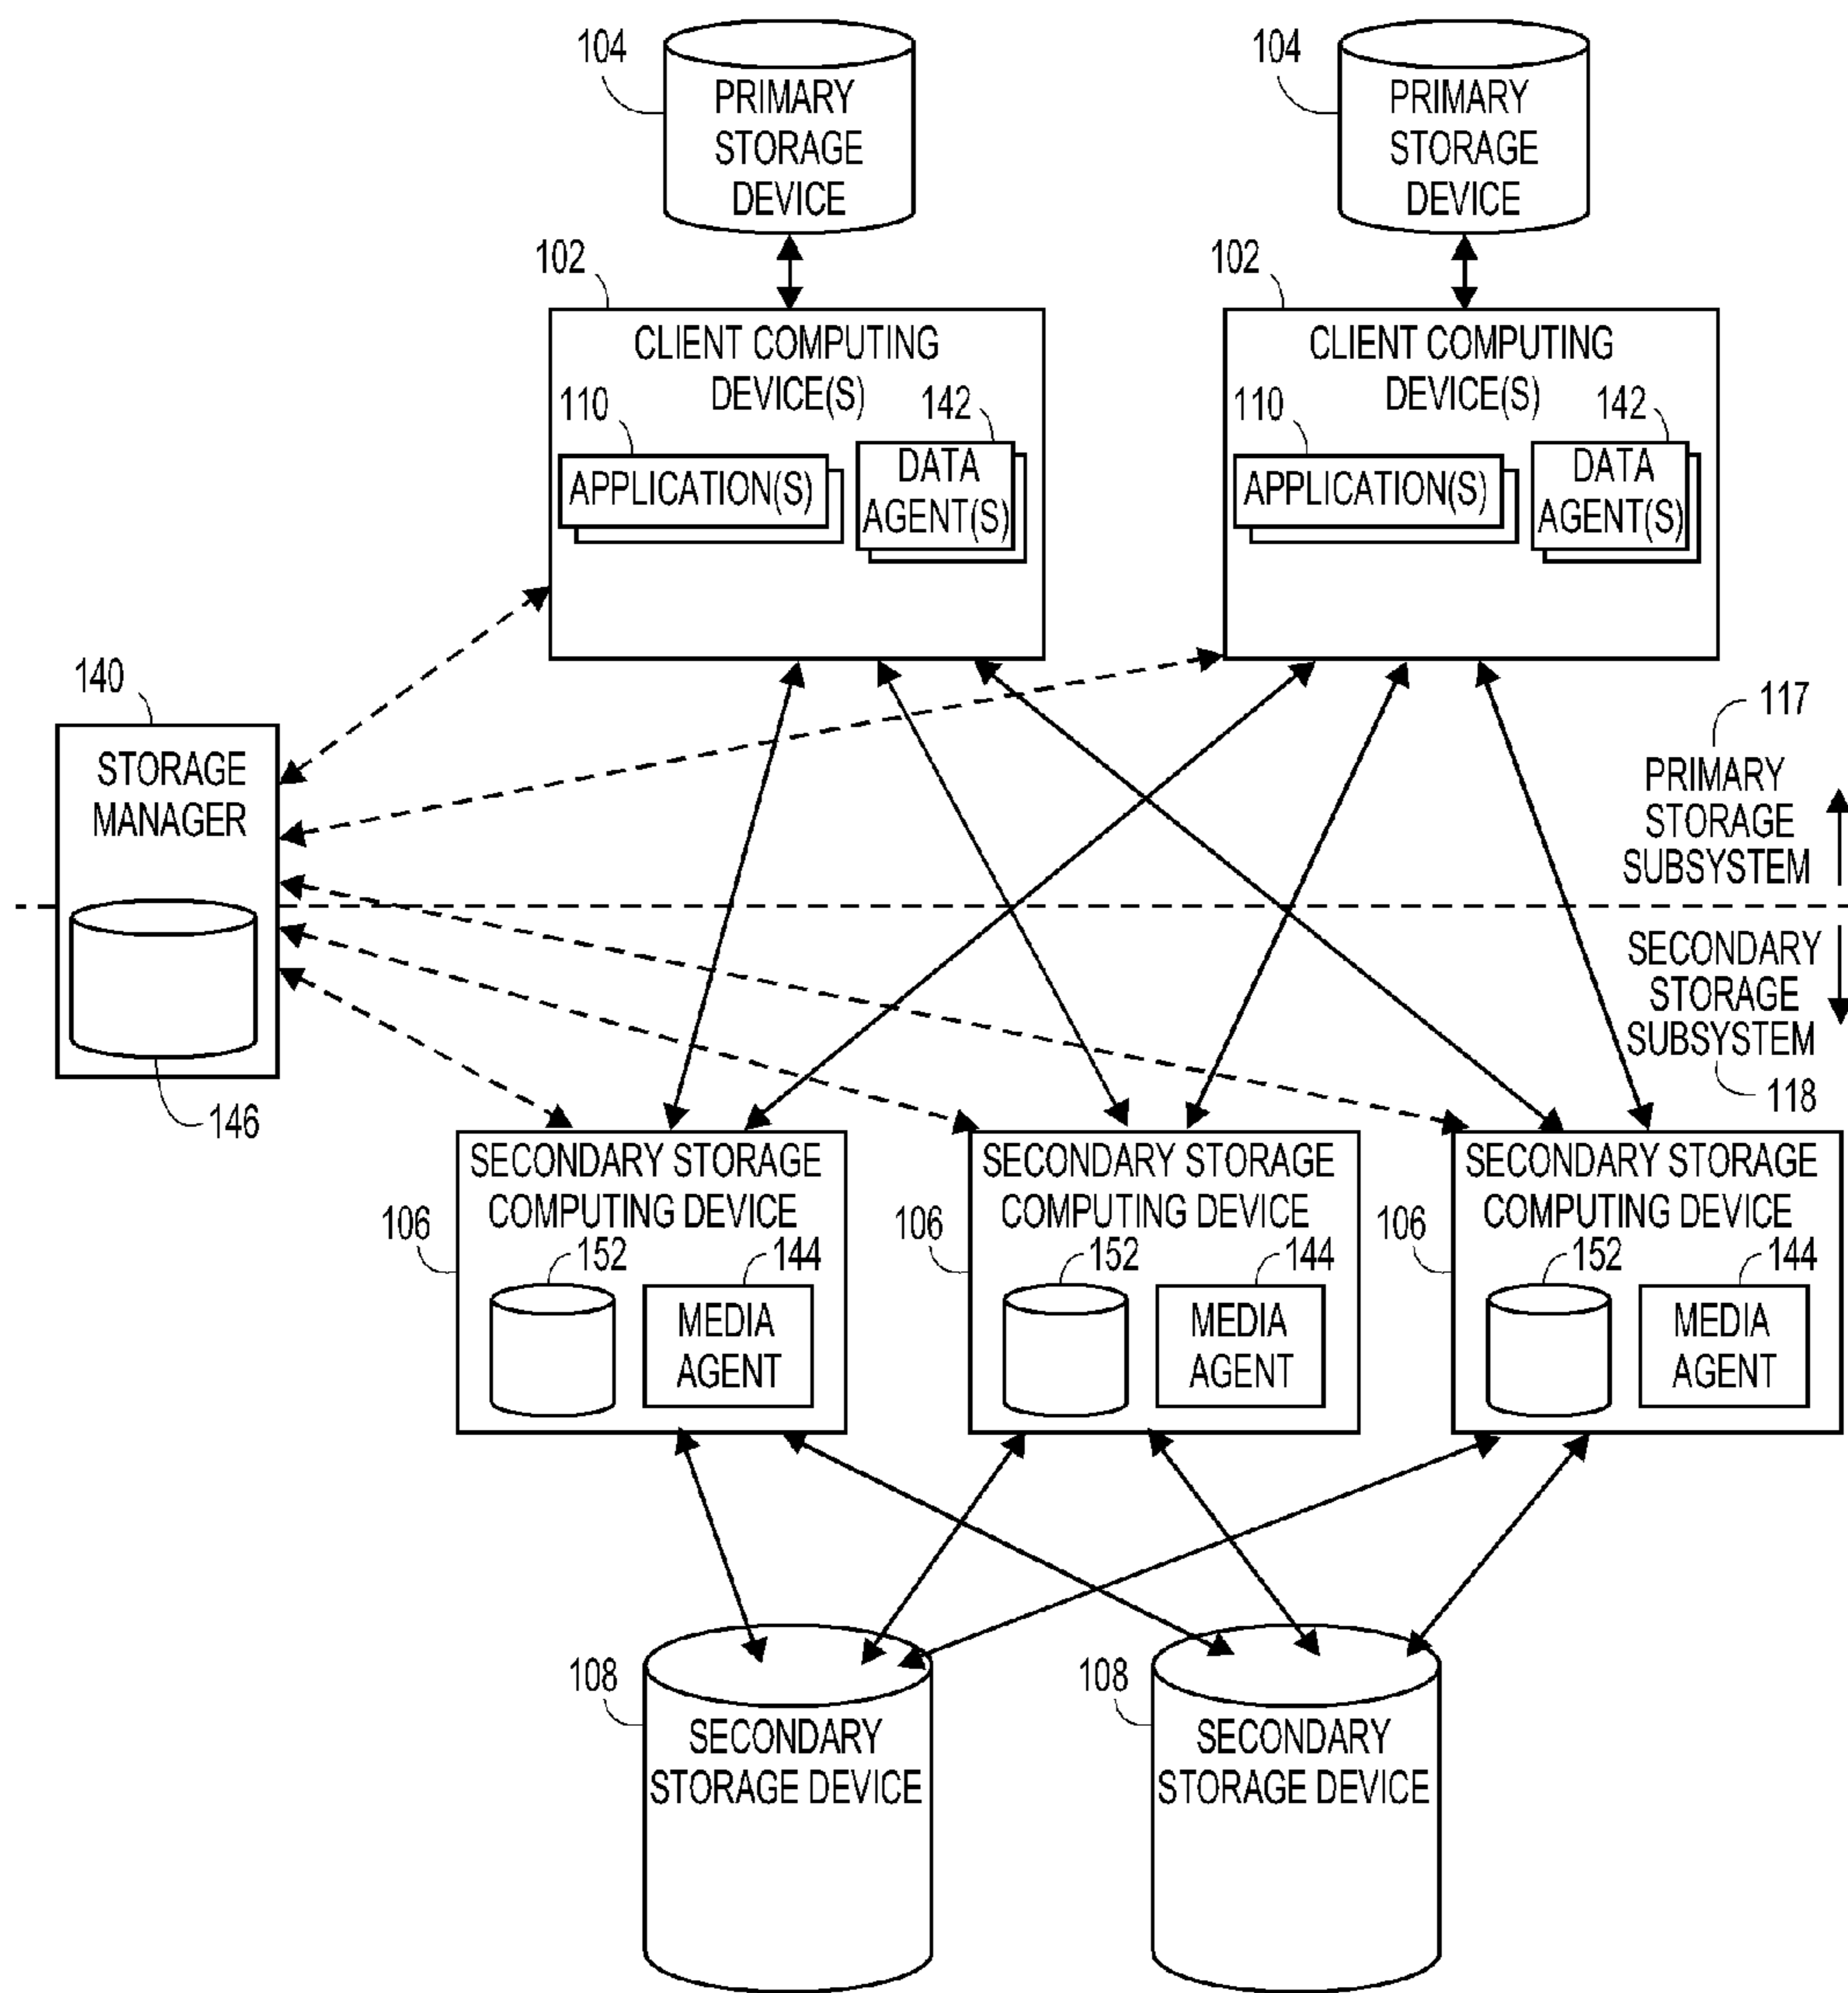 104
PRIMARY
STORAGE
DEVICE
104
PRIMARY
STORAGE
DEVICE
102
CLIENT COMPUTING
DEVICE(S)
110
142
APPLICATION(S)
DATA
AGENT(S)
102
CLIENT COMPUTING
DEVICE(S)
110
142
APPLICATION(S)
DATA
AGENT(S)
140
STORAGE
MANAGER
146
117
PRIMARY
STORAGE
SUBSYSTEM
SECONDARY
STORAGE
SUBSYSTEM
118
SECONDARY STORAGE
COMPUTING DEVICE
106
152
144
MEDIA
AGENT
SECONDARY STORAGE
COMPUTING DEVICE
106
152
144
MEDIA
AGENT
SECONDARY STORAGE
COMPUTING DEVICE
106
152
144
MEDIA
AGENT
108
SECONDARY
STORAGE DEVICE
108
SECONDARY
STORAGE DEVICE